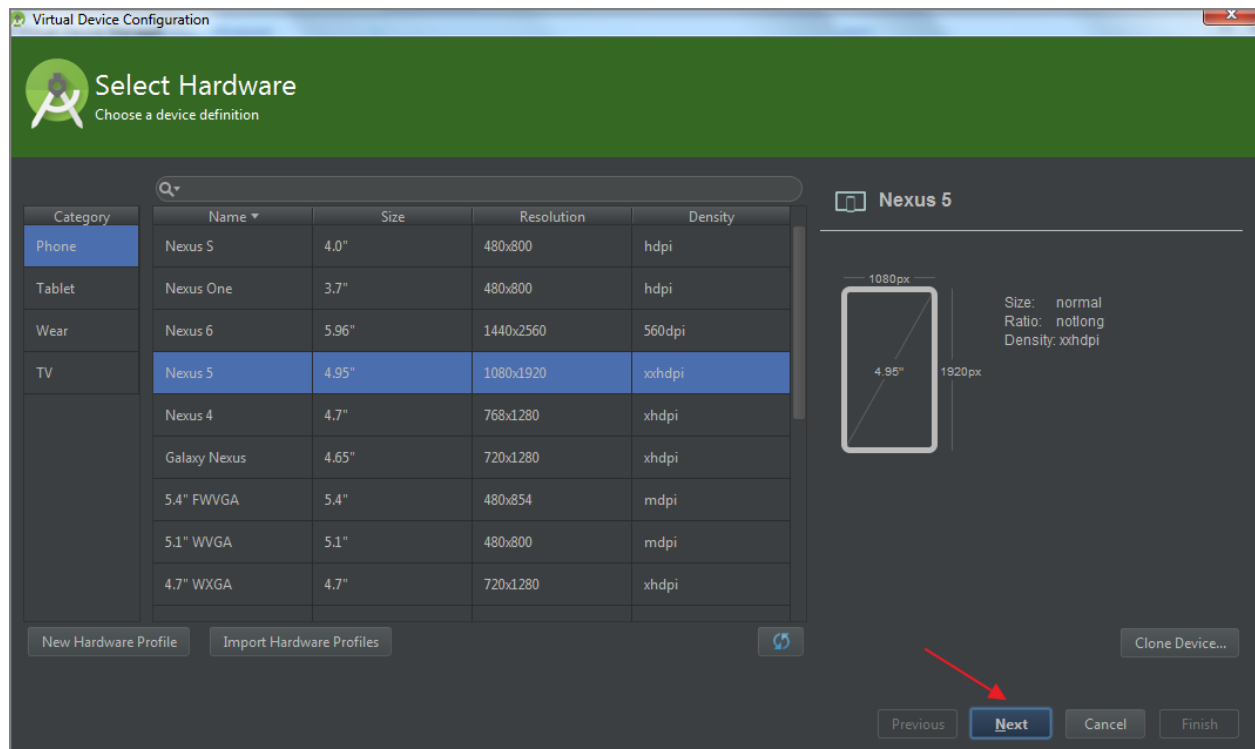 Virtual Device Configuration
Select Hardware
Choose a device definition
Category
Phone
Tablet
Wear
TV
Name Size Resolution Density
Nexus S 4.0" 480x800 hdpi
Nexus One 3.7" 480x800 hdpi
Nexus 6 5.96" 1440x2560 560dpi
Nexus 5 4.95" 1080x1920 xxhdpi
Nexus 4 4.7" 768x1280 xhdpi
Galaxy Nexus 4.65" 720x1280 xhdpi
5.4" FWVGA 5.4" 480x854 mdpi
5.1" WVGA 5.1" 480x800 mdpi
4.7" WXGA 4.7" 720x1280 xhdpi
New Hardware Profile Import Hardware Profiles
Nexus 5
1080px
4.95" 1920px
Size: normal
Ratio: notlong
Density: xxhdpi
Clone Device...
Previous Next Cancel Finish